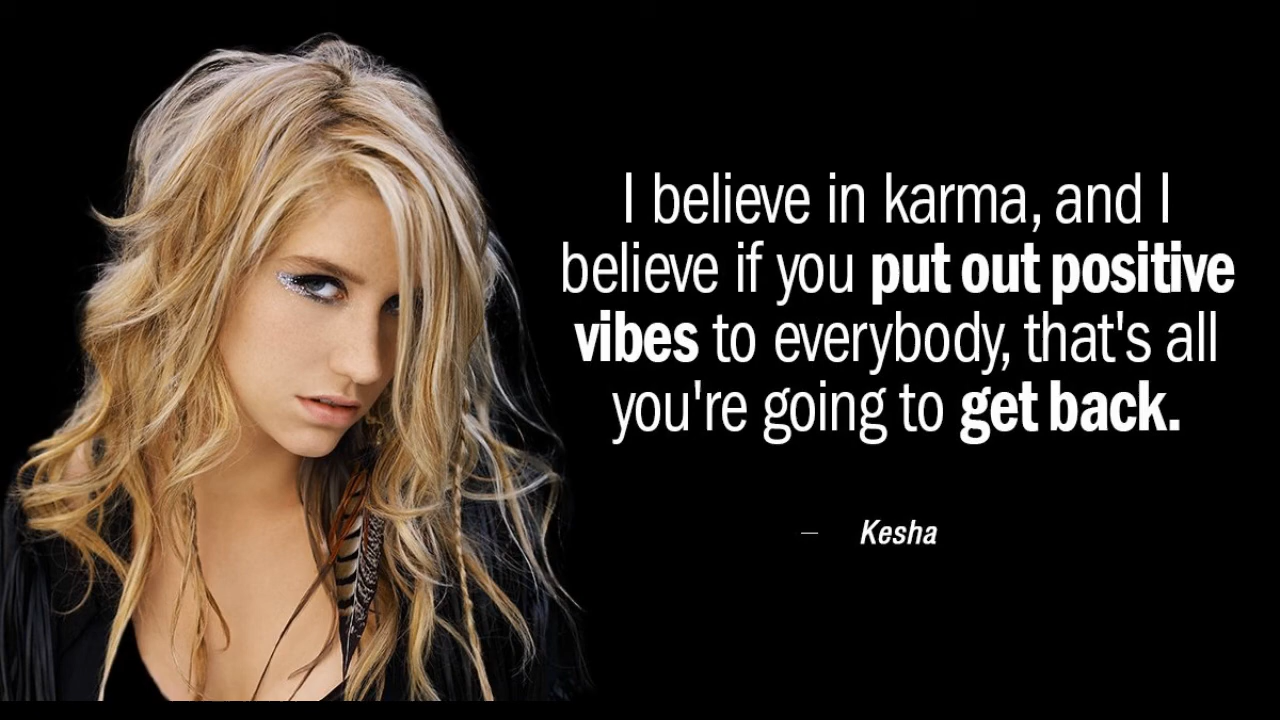 I believe in karma, and I
believe if you put out positive
vibes to everybody, that's all
you're going to get back.
– Kesha